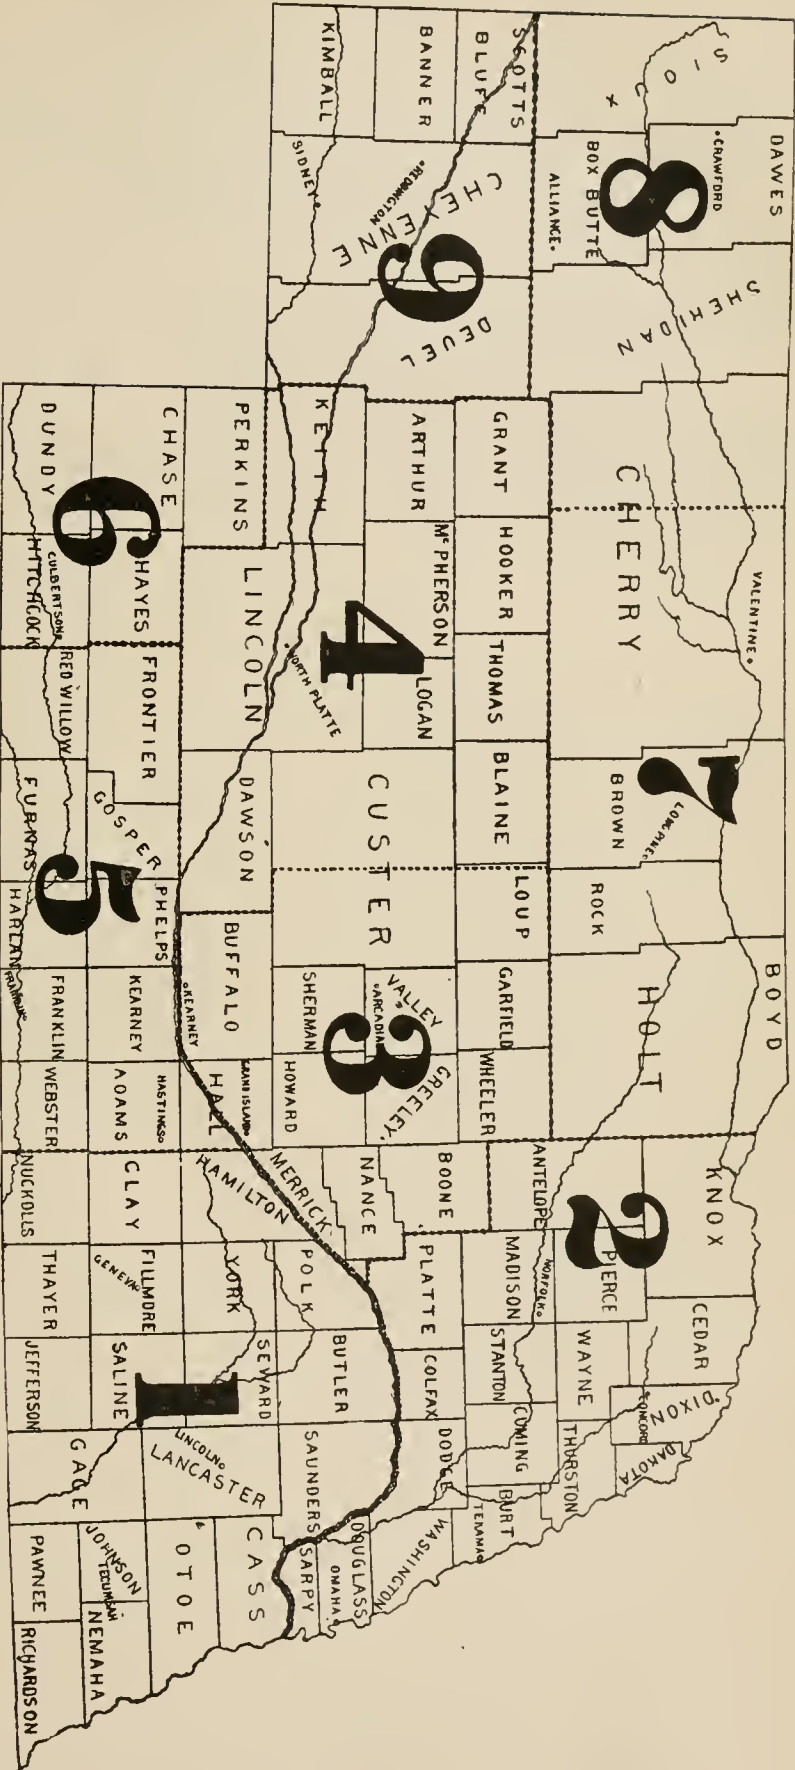 SIOUX
DAWES
CRAWFORD
8
BOX BUTTE
ALLIANCE
SHERIDAN
SCOTTS
BLUFF
BANNER
KIMBALL
SIDNEY
REDDINGTON
CHEYENNE
9
DEUEL
CHERRY
VALENTINE
7
BROWN
LONGPINE
ROCK
BOYD
HOLT
GRANT
HOOKER
THOMAS
BLAINE
LOUP
GARFIELD
WHEELER
ARTHUR
McPHERSON
LOGAN
KEITH
4
LINCOLN
NORTH PLATTE
PERKINS
CUSTER
DAWSON
VALLEY
ARCADIA
GREELEY
3
SHERMAN
HOWARD
BUFFALO
KEARNEY
HALL
GRAND ISLAND
CHASE
DUNDY
6
HAYES
CULBERTSON
HITCHCOCK
FRONTIER
RED WILLOW
GOSPER
FURNAS
5
PHELPS
HARLAN
KEARNEY
FRANKLIN
FRANKLIN
ADAMS
HASTINGS
WEBSTER
KNOX
2
ANTELOPE
PIERCE
CEDAR
DIXON
CONCORD
DAKOTA
BOONE
NANCE
MERRICK
MADISON
NORFOLK
WAYNE
STANTON
CUMING
THURSTON
BURT
TEKAMAH
PLATTE
COLFAX
DODGE
WASHINGTON
DOUGLASS
OMAHA
SARPY
HAMILTON
CLAY
NUCKOLLS
POLK
YORK
FILLMORE
GENEVA
THAYER
BUTLER
SEWARD
SALINE
JEFFERSON
1
SAUNDERS
LINCOLN
LANCASTER
GAGE
CASS
OTOE
JOHNSON
TECUMSAH
PAWNEE
NEMAHA
RICHARDSON